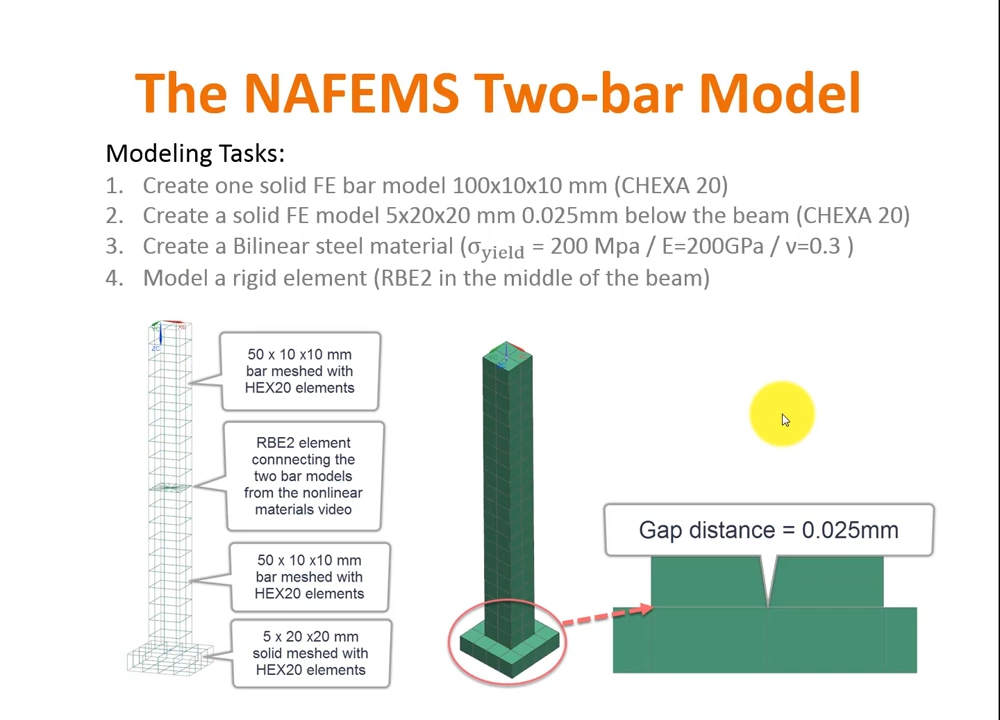 The NAFEMS Two-bar Model
Modeling Tasks:
1. Create one solid FE bar model 100x10x10 mm (CHEXA 20)
2. Create a solid FE model 5x20x20 mm 0.025mm below the beam (CHEXA 20)
3. Create a Bilinear steel material (σyield = 200 Mpa / E=200GPa / ν=0.3 )
4. Model a rigid element (RBE2 in the middle of the beam)
50 x 10 x10 mm
bar meshed with
HEX20 elements
RBE2 element
connnecting the
two bar models
from the nonlinear
materials video
50 x 10 x10 mm
bar meshed with
HEX20 elements
5 x 20 x20 mm
solid meshed with
HEX20 elements
Gap distance = 0.025mm